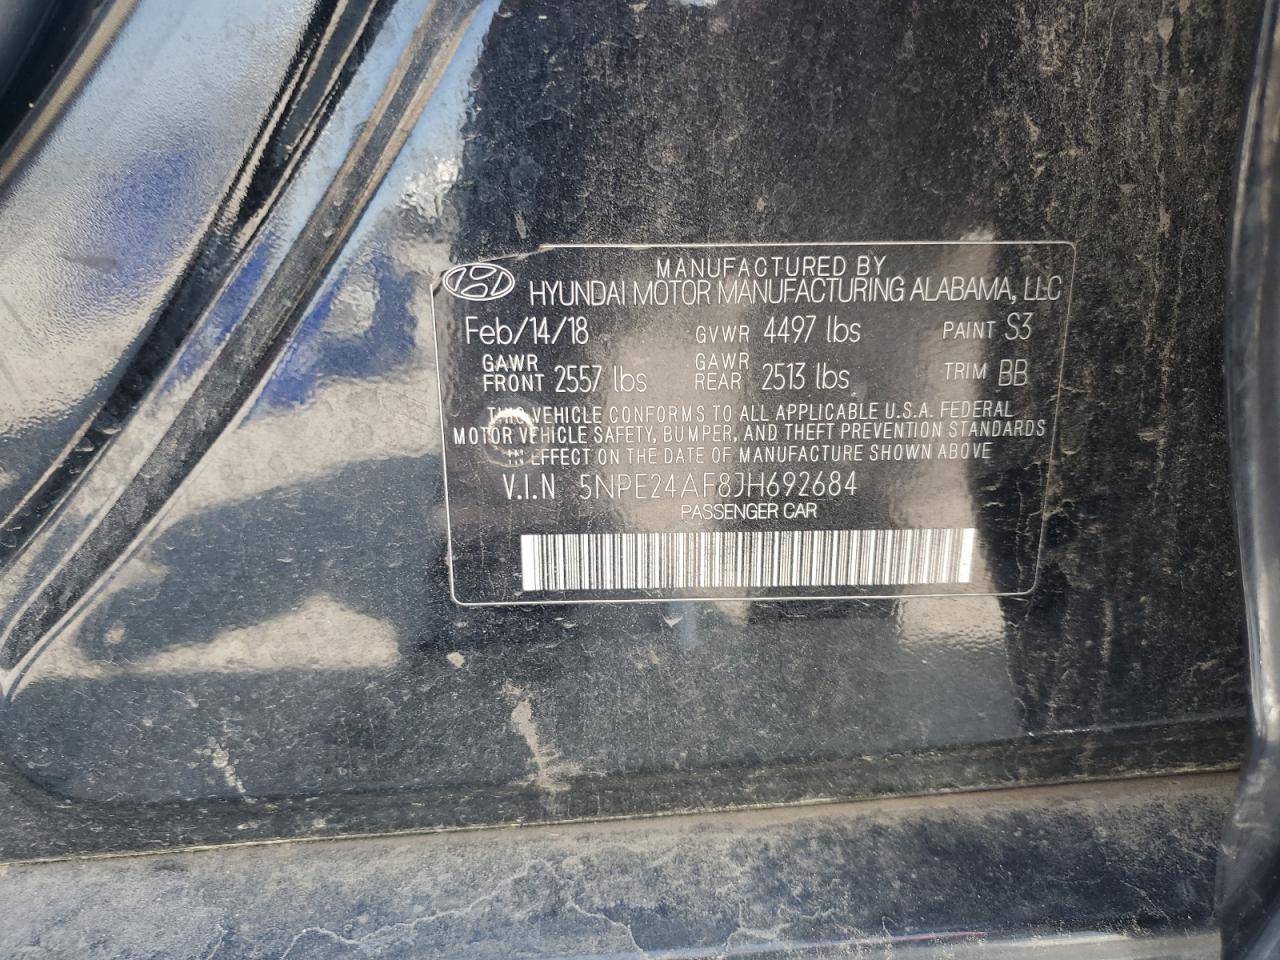 MANUFACTURED BY
HYUNDAI MOTOR MANUFACTURING ALABAMA, LLC
Feb/14/18 GVWR 4497 lbs PAINT S3
GAWR FRONT 2557 lbs GAWR REAR 2513 lbs TRIM BB
THIS VEHICLE CONFORMS TO ALL APPLICABLE U.S.A. FEDERAL
MOTOR VEHICLE SAFETY, BUMPER, AND THEFT PREVENTION STANDARDS
IN EFFECT ON THE DATE OF MANUFACTURE SHOWN ABOVE
V.I.N 5NPE24AF8JH692684
PASSENGER CAR